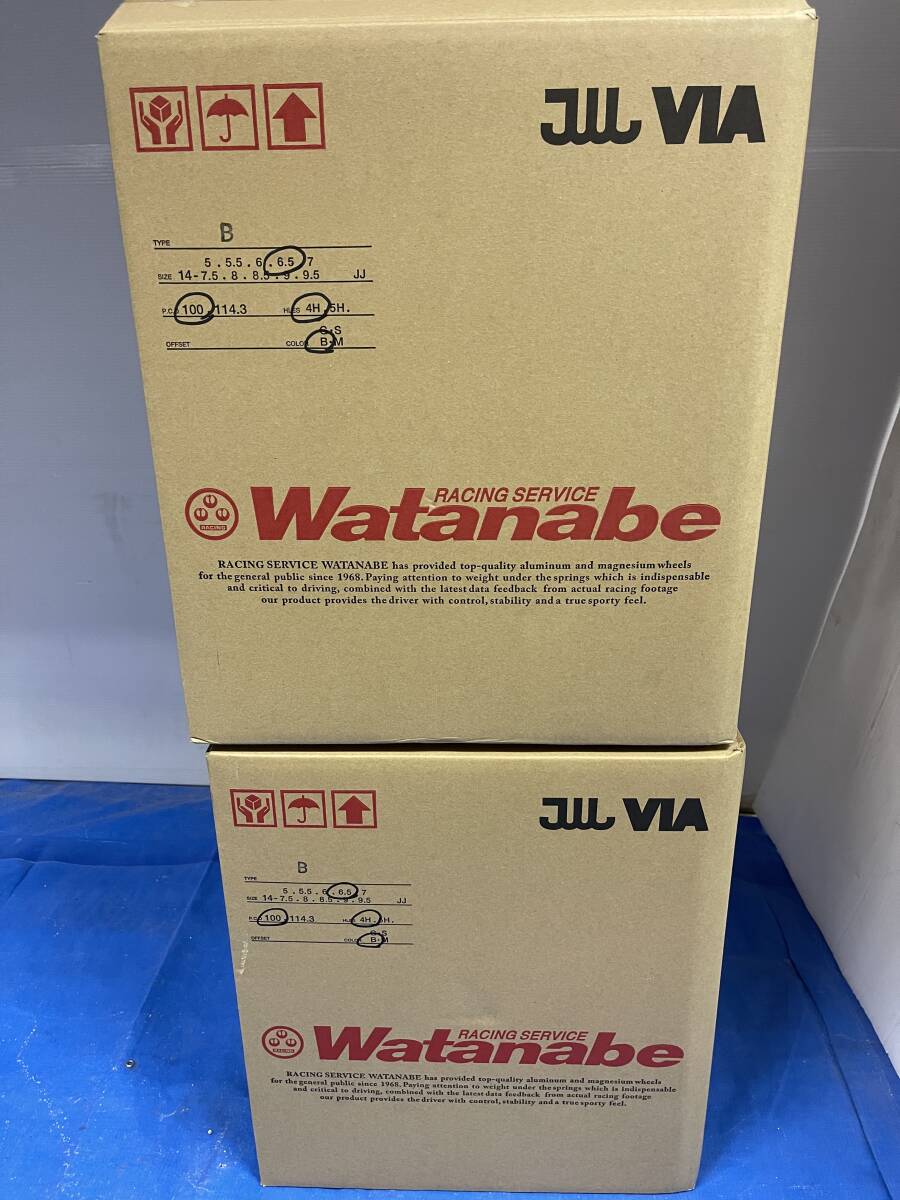 JWL VIA
TYPE B
5 . 5.5 . 6 . 6.5 . 7
SIZE 14-7.5 . 8 . 8.5 . 9 . 9.5 JJ
P.C.D 100 . 114.3 HLES 4H . 5H .
S・S
OFFSET COLOR B・M
RACING SERVICE
RACING Watanabe
RACING SERVICE WATANABE has provided top-quality aluminum and magnesium wheels
for the general public since 1968. Paying attention to weight under the springs which is indispensable
and critical to driving, combined with the latest data feedback from actual racing footage
our product provides the driver with control, stability and a true sporty feel.
JWL VIA
TYPE B
5 . 5.5 . 6 . 6.5 . 7
SIZE 14-7.5 . 8 . 8.5 . 9 . 9.5 JJ
P.C.D 100 . 114.3 HLES 4H . 5H .
S・S
OFFSET COLOR B・M
RACING SERVICE
RACING Watanabe
RACING SERVICE WATANABE has provided top-quality aluminum and magnesium wheels
for the general public since 1968. Paying attention to weight under the springs which is indispensable
and critical to driving, combined with the latest data feedback from actual racing footage
our product provides the driver with control, stability and a true sporty feel.